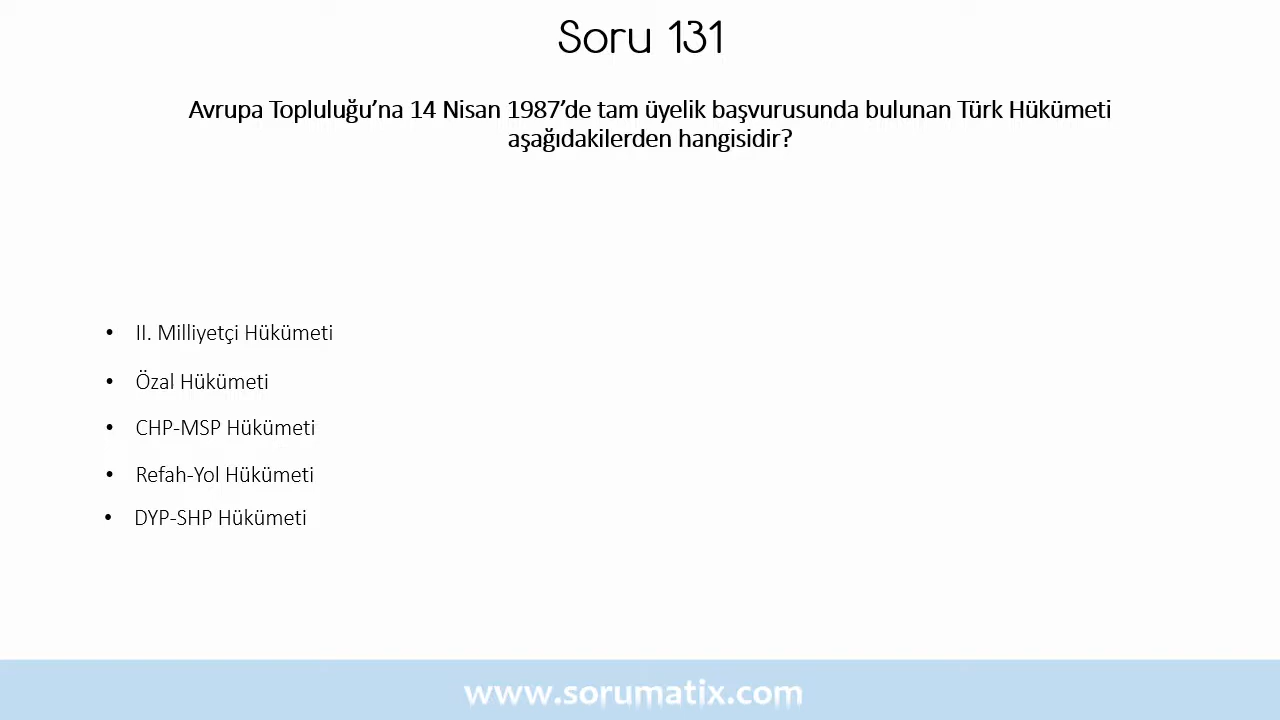 Soru 131
Avrupa Topluluğu’na 14 Nisan 1987’de tam üyelik başvurusunda bulunan Türk Hükümeti
aşağıdakilerden hangisidir?
• II. Milliyetçi Hükümeti
• Özal Hükümeti
• CHP-MSP Hükümeti
• Refah-Yol Hükümeti
• DYP-SHP Hükümeti
www.sorumatix.com